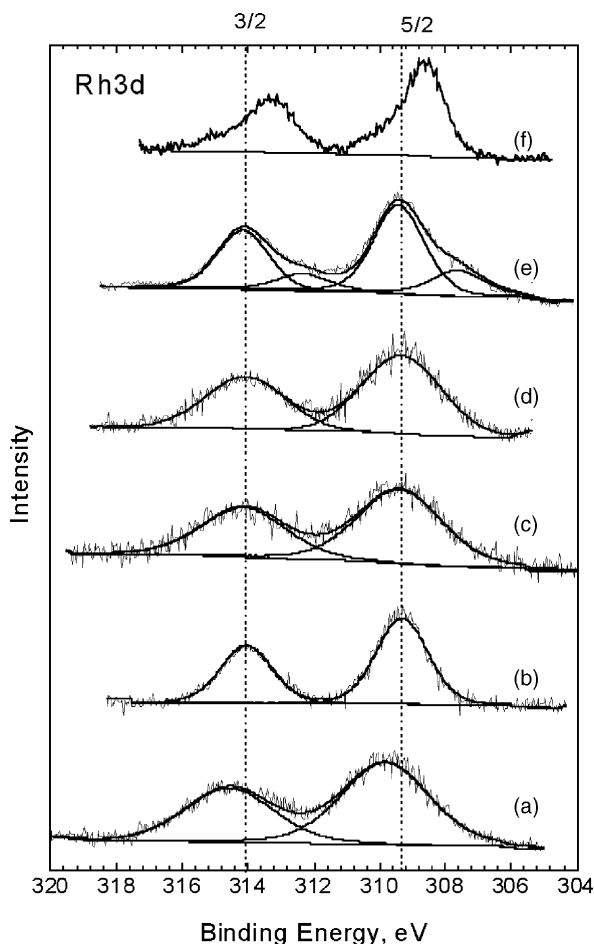 3/2 5/2
Rh3d
(f)
(e)
(d)
(c)
(b)
(a)
Intensity
320 318 316 314 312 310 308 306 304
Binding Energy, eV